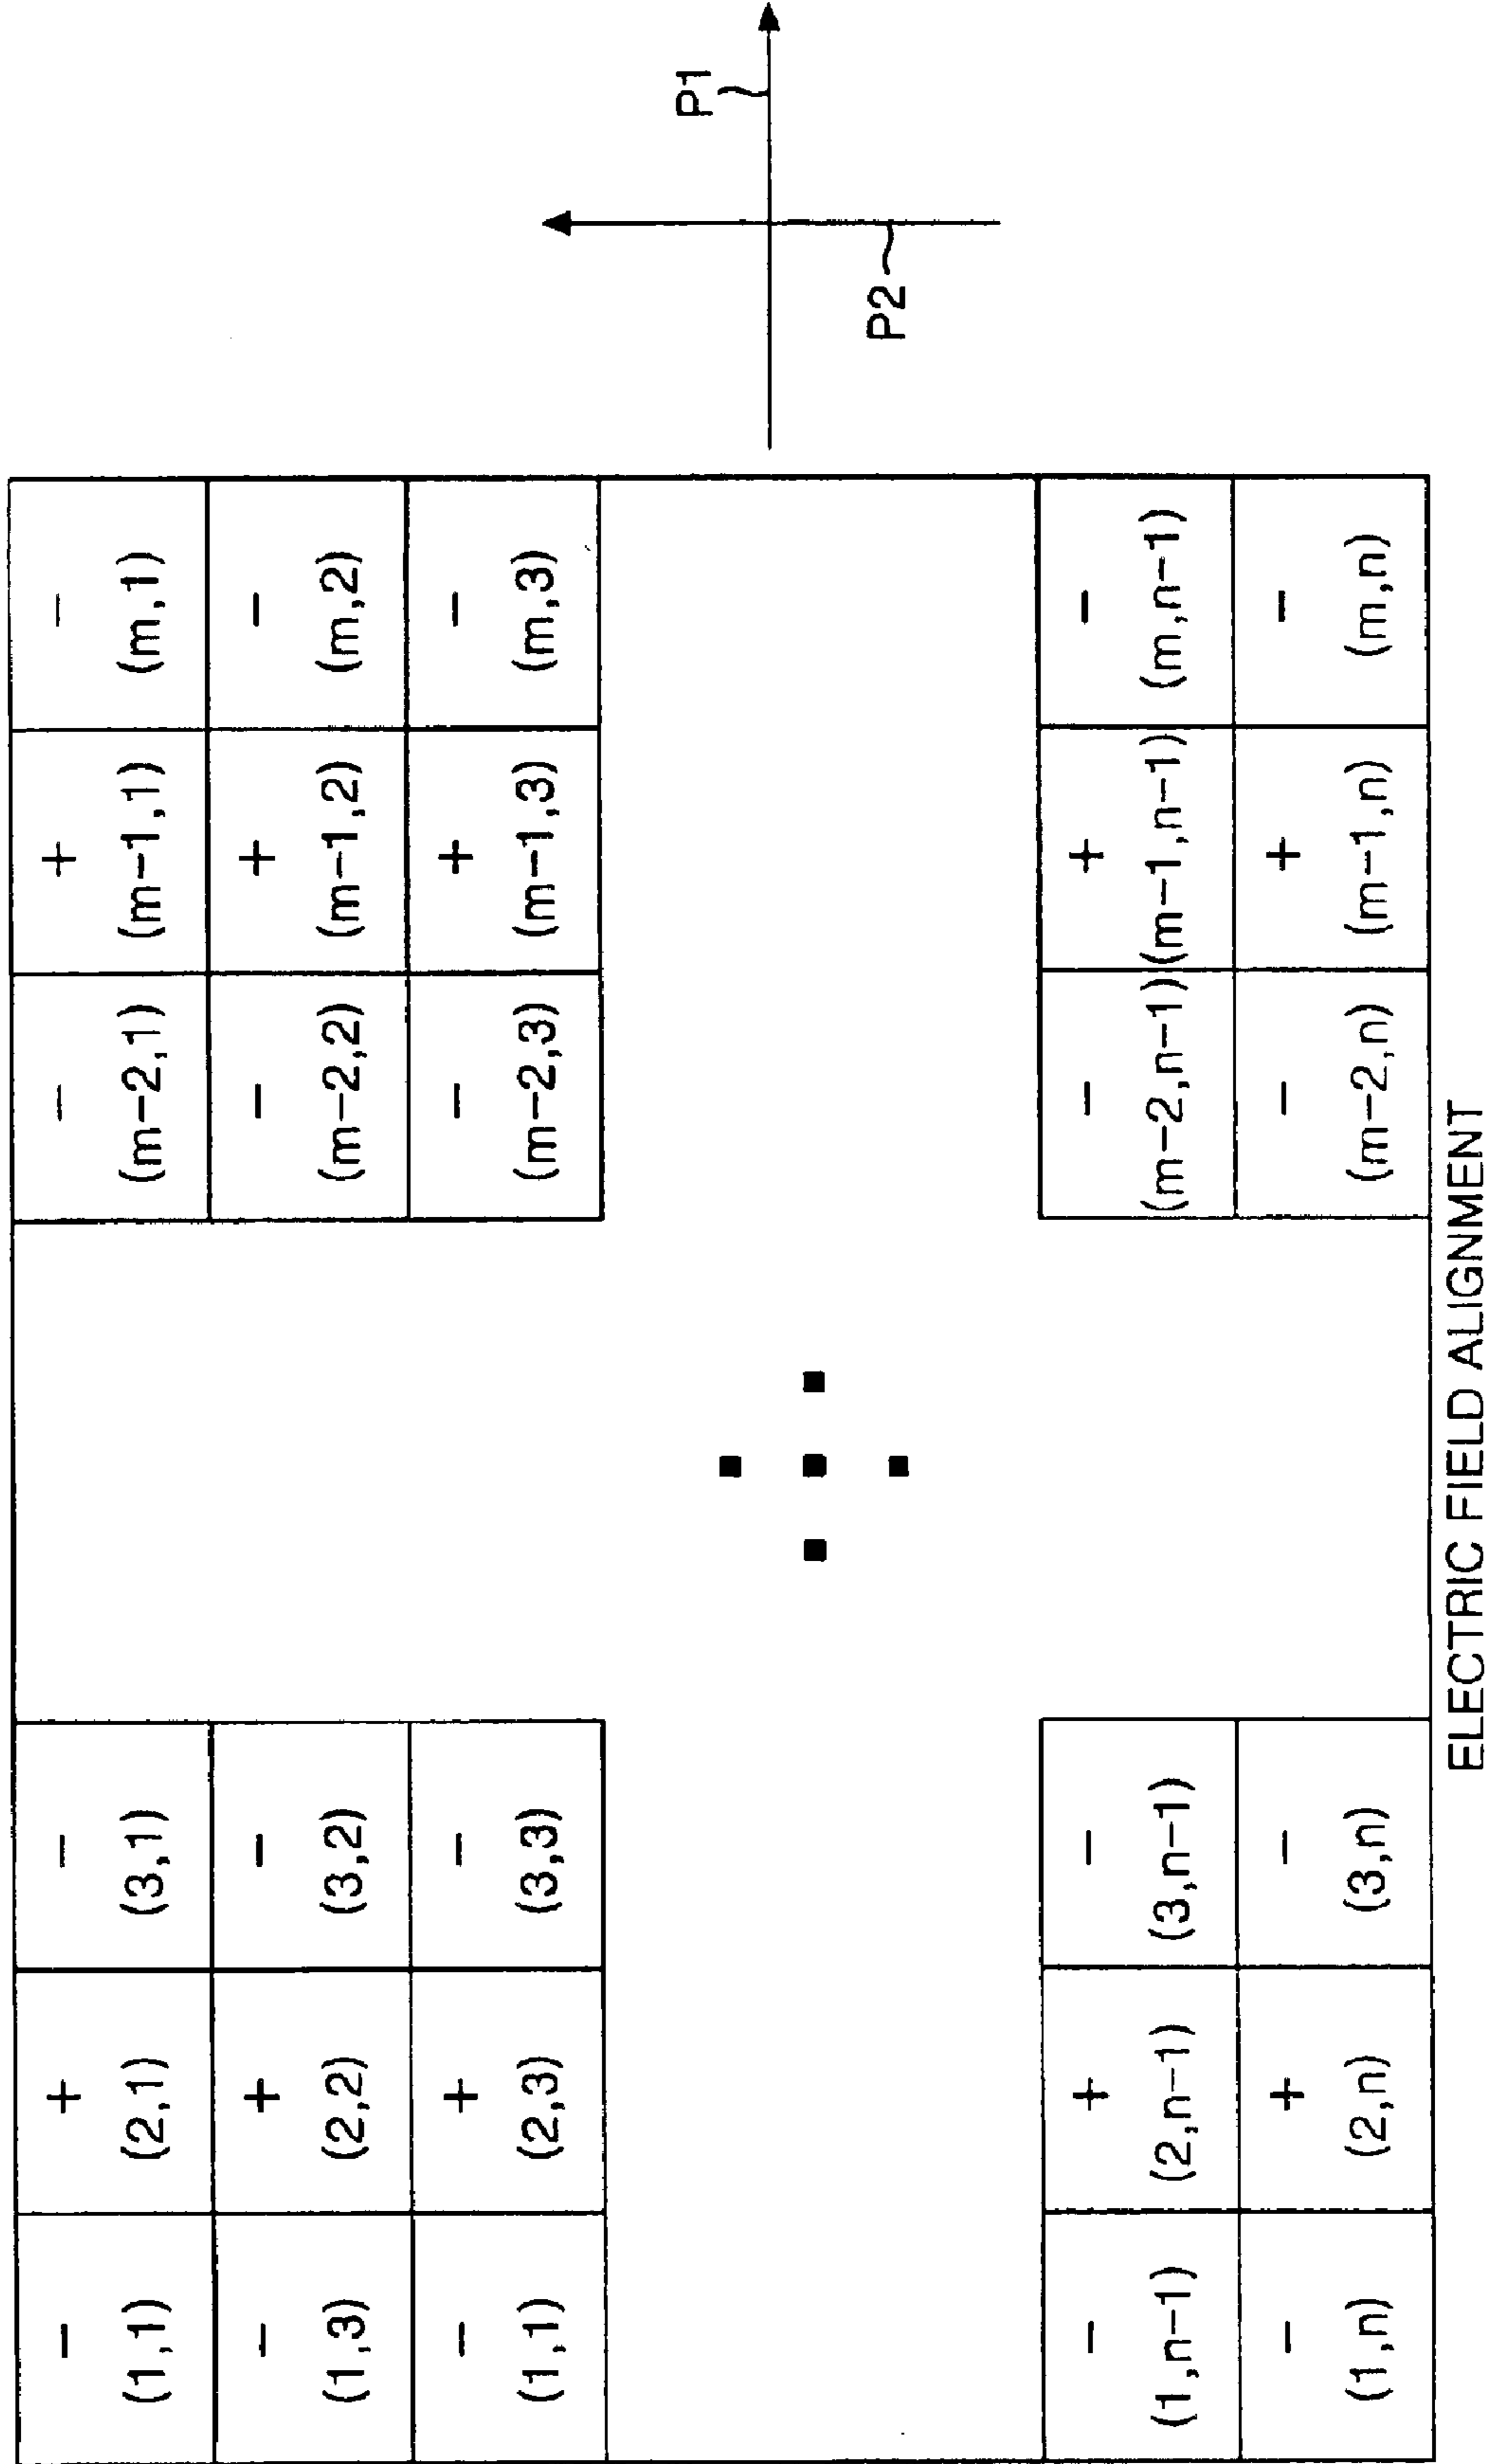 − + − − + −
(1,1) (2,1) (3,1) (m−2,1) (m−1,1) (m,1)
− + − − + −
(1,3) (2,2) (3,2) (m−2,2) (m−1,2) (m,2)
− + − − + −
(1,1) (2,3) (3,3) (m−2,3) (m−1,3) (m,3)
P1
P2
− + − − + −
(1,n−1) (2,n−1) (3,n−1) (m−2,n−1) (m−1,n−1) (m,n−1)
− + − − + −
(1,n) (2,n) (3,n) (m−2,n) (m−1,n) (m,n)
ELECTRIC FIELD ALIGNMENT